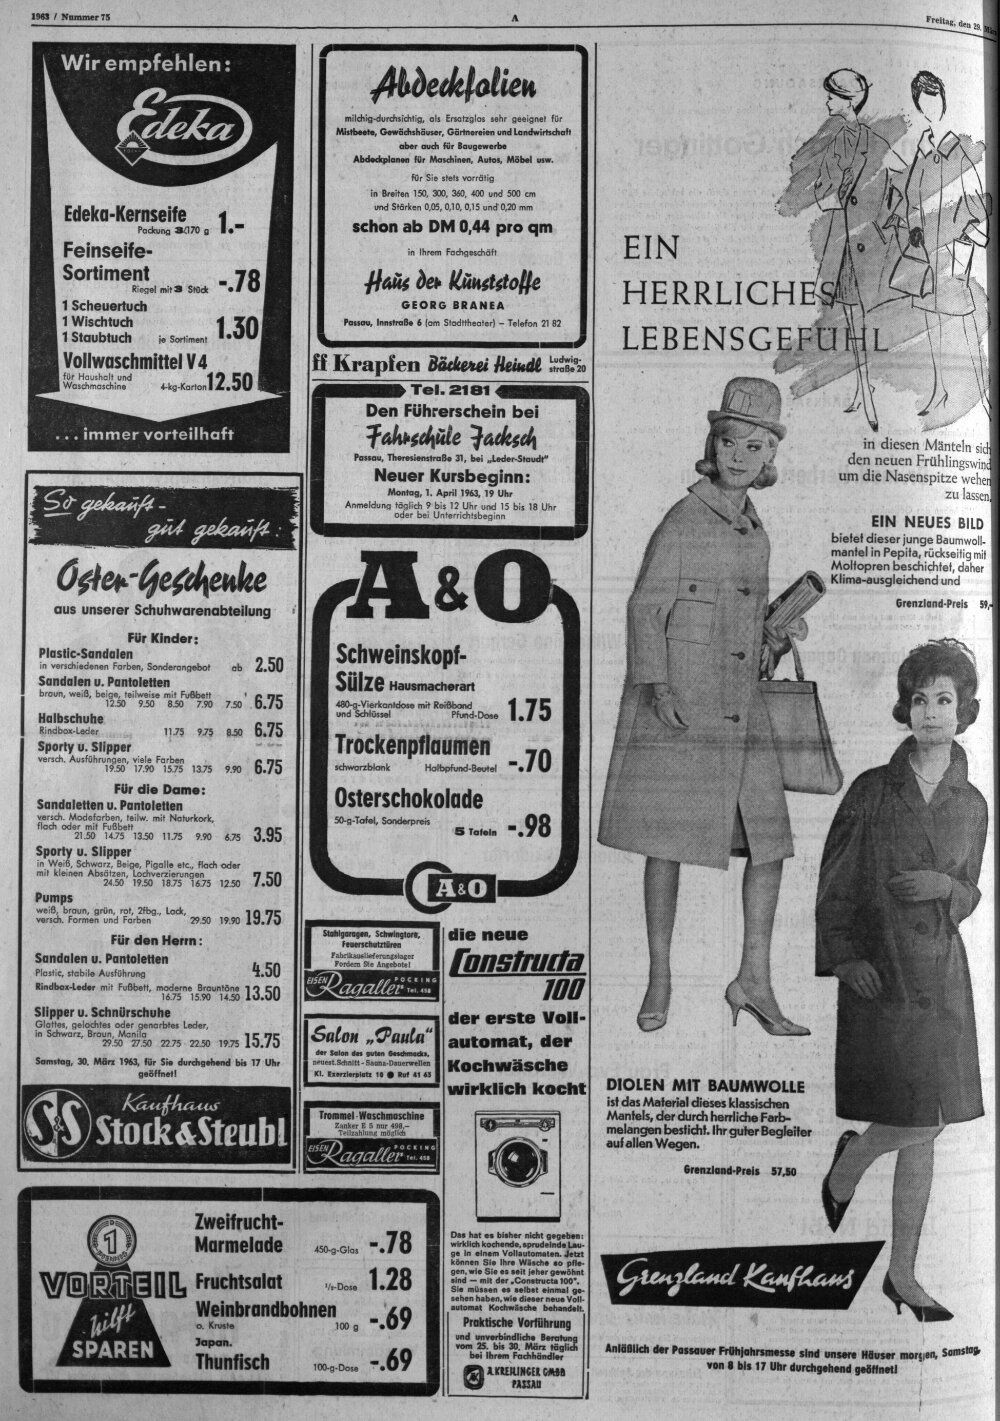 1963 / Nummer 75
A
Freitag, den 29. März
Wir empfehlen:
Edeka
Edeka-Kernseife
Packung 3/170 g 1.-
Feinseife-
Sortiment
Riegel mit 3 Stück -.78
1 Scheuertuch
1 Wischtuch
1 Staubtuch je Sortiment 1.30
Vollwaschmittel V 4
für Haushalt und
Waschmaschine 4-kg-Karton 12.50
... immer vorteilhaft
So gekauft -
gut gekauft:
Oster-Geschenke
aus unserer Schuhwarenabteilung
Für Kinder:
Plastic-Sandalen
in verschiedenen Farben, Sonderangebot ab 2.50
Sandalen u. Pantoletten
braun, weiß, beige, teilweise mit Fußbett
12.50 9.50 8.50 7.90 7.50 6.75
Halbschuhe
Rindbox-Leder 11.75 9.75 8.50 6.75
Sporty u. Slipper
versch. Ausführungen, viele Farben
19.50 17.90 15.75 13.75 9.90 6.75
Für die Dame:
Sandaletten u. Pantoletten
versch. Modefarben, teilw. mit Naturkork,
flach oder mit Fußbett
21.50 14.75 13.50 11.75 9.90 6.75 3.95
Sporty u. Slipper
in Weiß, Schwarz, Beige, Pigalle etc., flach oder
mit kleinen Absätzen, Lochverzierungen
24.50 19.50 18.75 16.75 12.50 7.50
Pumps
weiß, braun, grün, rot, 2fbg., Lack,
versch. Formen und Farben 29.50 19.90 19.75
Für den Herrn:
Sandalen u. Pantoletten
Plastic, stabile Ausführung 4.50
Rindbox-Leder mit Fußbett, moderne Brauntöne
16.75 15.90 14.50 13.50
Slipper u. Schnürschuhe
Glattes, gelochtes oder genarbtes Leder,
in Schwarz, Braun, Manila
29.50 27.50 22.75 22.50 19.75 15.75
Samstag, 30. März 1963, für Sie durchgehend bis 17 Uhr
geöffnet!
S&S
Kaufhaus
Stock & Steubl
1
PFENNIG
VORTEIL
hilft
SPAREN
Zweifrucht-
Marmelade 450-g-Glas -.78
Fruchtsalat 1/1-Dose 1.28
Weinbrandbohnen
o. Kruste 100 g -.69
Japan.
Thunfisch 100-g-Dose -.69
Abdeckfolien
milchig-durchsichtig, als Ersatzglas sehr geeignet für
Mistbeete, Gewächshäuser, Gärtnereien und Landwirtschaft
aber auch für Baugewerbe
Abdeckplanen für Maschinen, Autos, Möbel usw.
für Sie stets vorrätig
in Breiten 150, 300, 360, 400 und 500 cm
und Stärken 0,05, 0,10, 0,15 und 0,20 mm
schon ab DM 0,44 pro qm
in Ihrem Fachgeschäft
Haus der Kunststoffe
GEORG BRANEA
Passau, Innstraße 6 (am Stadttheater) – Telefon 21 82
ff Krapfen Bäckerei Heindl Ludwig-
straße 20
Tel. 2181
Den Führerschein bei
Fahrschule Jacksch
Passau, Theresienstraße 31, bei „Leder-Staudt"
Neuer Kursbeginn:
Montag, 1. April 1963, 19 Uhr
Anmeldung täglich 9 bis 12 Uhr und 15 bis 18 Uhr
oder bei Unterrichtsbeginn
A&O
Schweinskopf-
Sülze Hausmacherart
480-g-Vierkantdose mit Reißband
und Schlüssel Pfund-Dose 1.75
Trockenpflaumen
schwarzblank Halbpfund-Beutel -.70
Osterschokolade
50-g-Tafel, Sonderpreis 5 Tafeln -.98
A&O
Stahlgaragen, Schwingtore,
Feuerschutztüren
Fabrikauslieferungslager
Fordern Sie Angebote!
EISEN Ragaller POCKING
Tel. 458
Salon „Paula"
der Salon des guten Geschmacks,
neuest. Schnitt - Sauna-Dauerwellen
Kl. Exerzierplatz 10 ● Ruf 41 63
Trommel-Waschmaschine
Zanker E 5 nur 498,–
Teilzahlung möglich
EISEN Ragaller POCKING
Tel. 458
die neue
Constructa
100
der erste Voll-
automat, der
Kochwäsche
wirklich kocht
Das hat es bisher nicht gegeben:
wirklich kochende, sprudelnde Lau-
ge in einem Vollautomaten. Jetzt
können Sie Ihre Wäsche so pfle-
gen, wie Sie es seit jeher gewöhnt
sind — mit der „Constructa 100".
Sie müssen es selbst einmal ge-
sehen haben, wie dieser neue Voll-
automat Kochwäsche behandelt.
Praktische Vorführung
und unverbindliche Beratung
vom 25. bis 30. März täglich
bei Ihrem Fachhändler
A. KREILINGER GMBH
PASSAU
EIN
HERRLICHES
LEBENSGEFÜHL
in diesen Mänteln sich
den neuen Frühlingswind
um die Nasenspitze wehen
zu lassen.
EIN NEUES BILD
bietet dieser junge Baumwoll-
mantel in Pepita, rückseitig mit
Moltopren beschichtet, daher
Klima-ausgleichend und
Grenzland-Preis 59,-
DIOLEN MIT BAUMWOLLE
ist das Material dieses klassischen
Mantels, der durch herrliche Farb-
melangen besticht. Ihr guter Begleiter
auf allen Wegen.
Grenzland-Preis 57,50
Grenzland Kaufhaus
Anläßlich der Passauer Frühjahrsmesse sind unsere Häuser morgen, Samstag,
von 8 bis 17 Uhr durchgehend geöffnet!